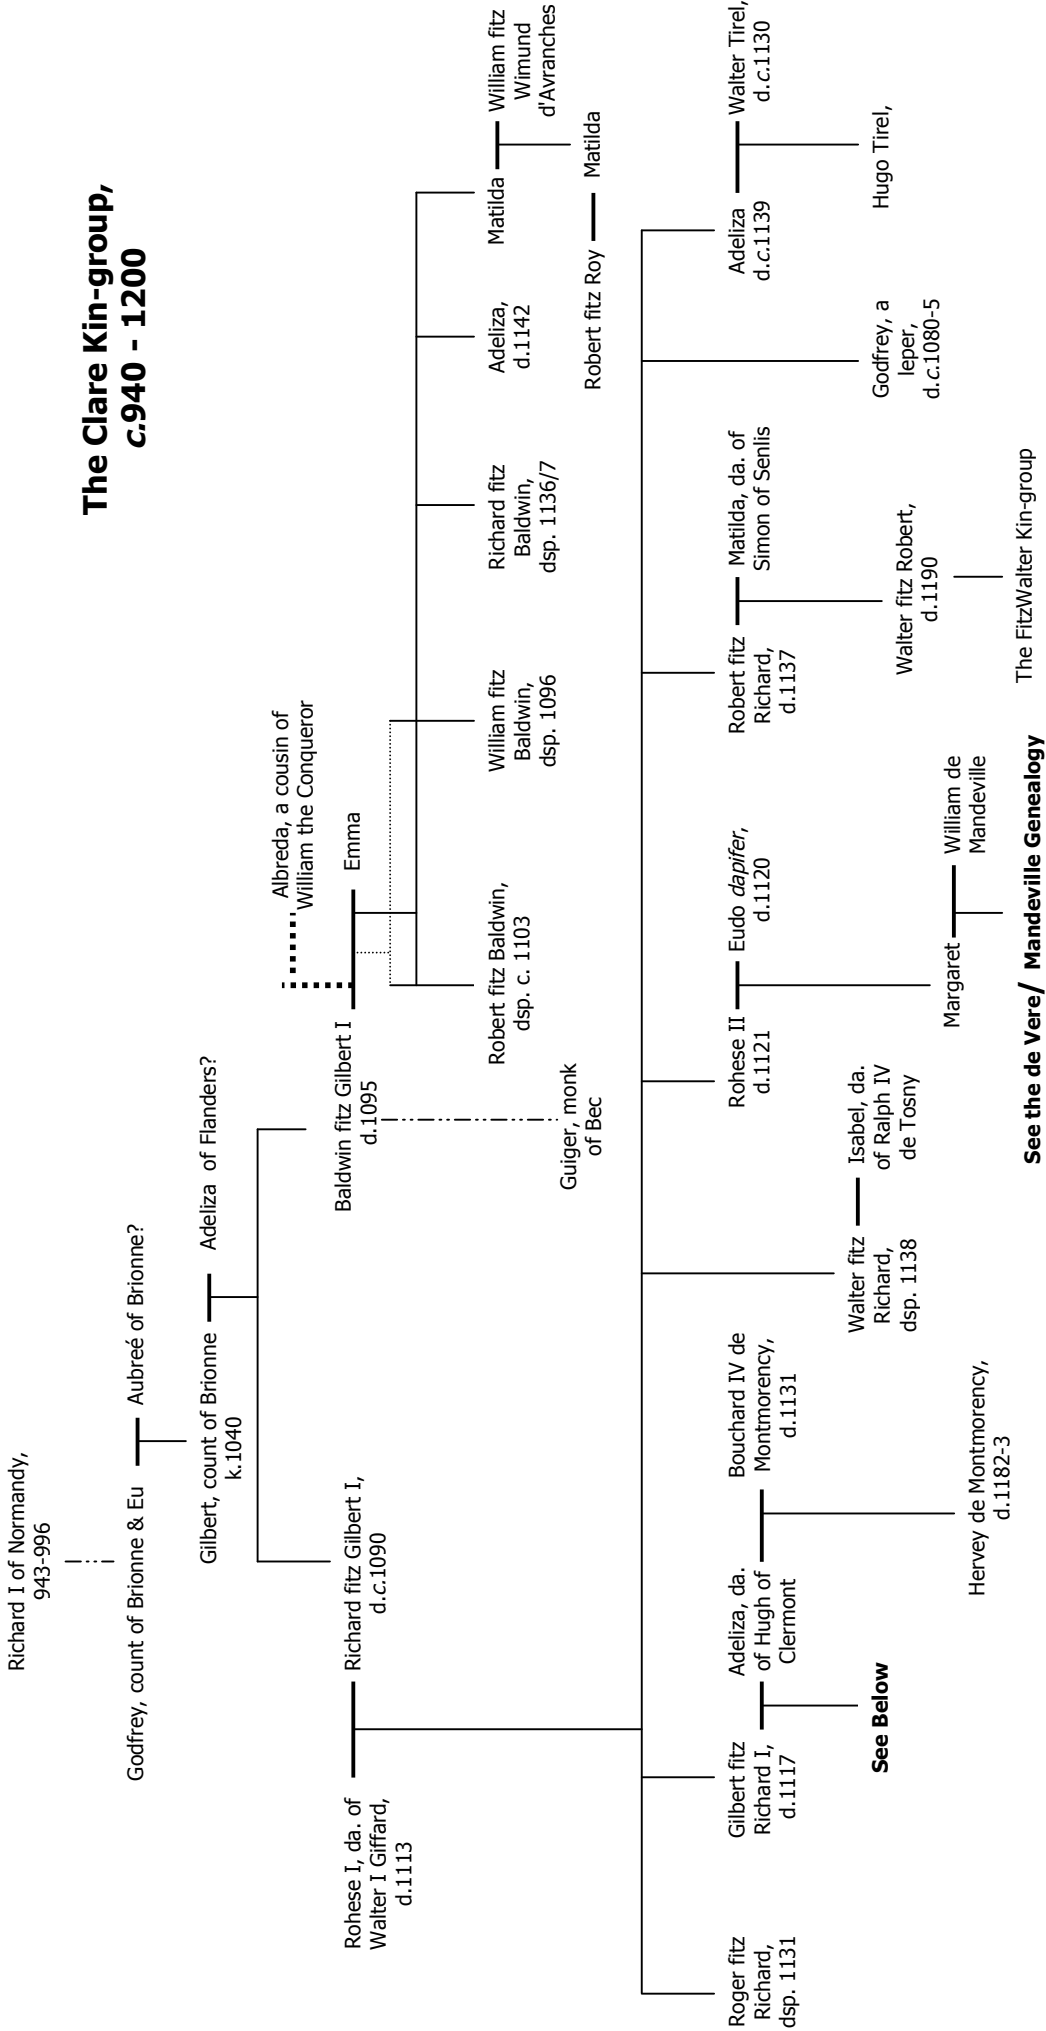 The Clare Kin-group,
c.940 - 1200
Richard I of Normandy,
943-996
Godfrey, count of Brionne & Eu
Aubreé of Brionne?
Gilbert, count of Brionne
k.1040
Adeliza of Flanders?
Albreda, a cousin of
William the Conqueror
Rohese I, da. of
Walter I Giffard,
d.1113
Richard fitz Gilbert I,
d.c.1090
Baldwin fitz Gilbert I
d.1095
Emma
Guiger, monk
of Bec
Robert fitz Baldwin,
dsp. c. 1103
William fitz
Baldwin,
dsp. 1096
Richard fitz
Baldwin,
dsp. 1136/7
Adeliza,
d.1142
Matilda
William fitz
Wimund
d'Avranches
Robert fitz Roy
Matilda
Roger fitz
Richard,
dsp. 1131
Gilbert fitz
Richard I,
d.1117
Adeliza, da.
of Hugh of
Clermont
Bouchard IV de
Montmorency,
d.1131
See Below
Hervey de Montmorency,
d.1182-3
Walter fitz
Richard,
dsp. 1138
Isabel, da.
of Ralph IV
de Tosny
Rohese II
d.1121
Eudo dapifer,
d.1120
Margaret
William de
Mandeville
See the de Vere/ Mandeville Genealogy
Robert fitz
Richard,
d.1137
Matilda, da. of
Simon of Senlis
Walter fitz Robert,
d.1190
The FitzWalter Kin-group
Godfrey, a
leper,
d.c.1080-5
Adeliza
d.c.1139
Walter Tirel,
d.c.1130
Hugo Tirel,